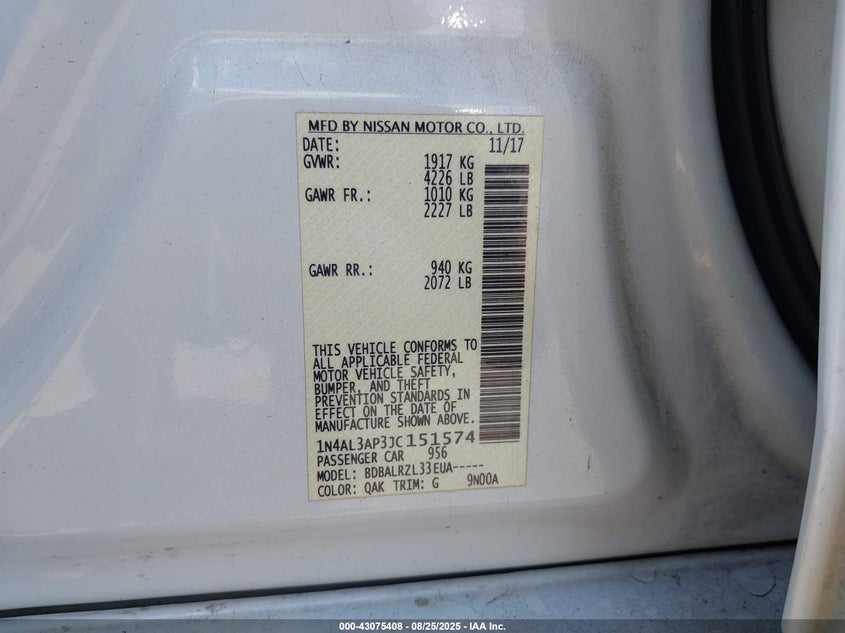 MFD BY NISSAN MOTOR CO., LTD.
DATE: 11/17
GVWR: 1917 KG
4226 LB
GAWR FR.: 1010 KG
2227 LB
GAWR RR.: 940 KG
2072 LB
THIS VEHICLE CONFORMS TO
ALL APPLICABLE FEDERAL
MOTOR VEHICLE SAFETY,
BUMPER, AND THEFT
PREVENTION STANDARDS IN
EFFECT ON THE DATE OF
MANUFACTURE SHOWN ABOVE.
1N4AL3AP3JC151574
PASSENGER CAR 956
MODEL: BDBALRZL33EUA-----
COLOR: QAK TRIM: G 9N00A
000-43075408 - 08/25/2025 - IAA Inc.